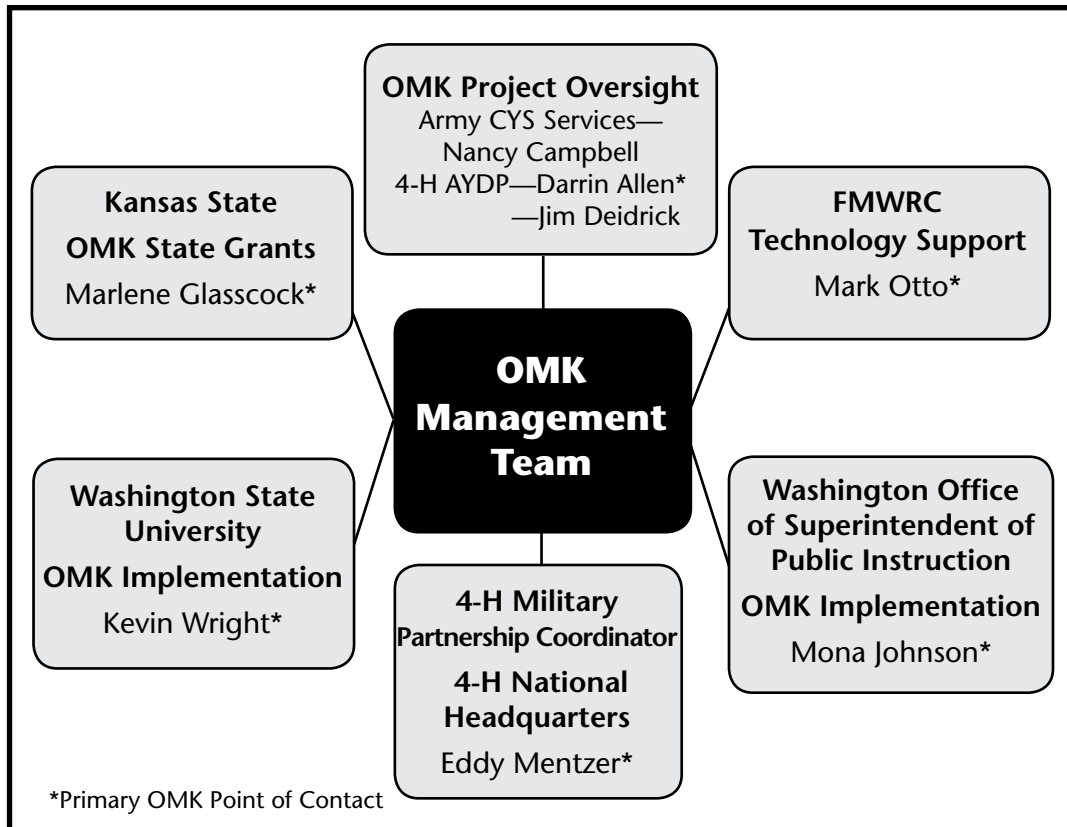 OMK Project Oversight
Army CYS Services—
Nancy Campbell
4-H AYDP—Darrin Allen*
—Jim Deidrick
Kansas State
OMK State Grants
Marlene Glasscock*
FMWRC
Technology Support
Mark Otto*
OMK
Management
Team
Washington State
University
OMK Implementation
Kevin Wright*
4-H Military
Partnership Coordinator
4-H National
Headquarters
Eddy Mentzer*
Washington Office
of Superintendent of
Public Instruction
OMK Implementation
Mona Johnson*
*Primary OMK Point of Contact